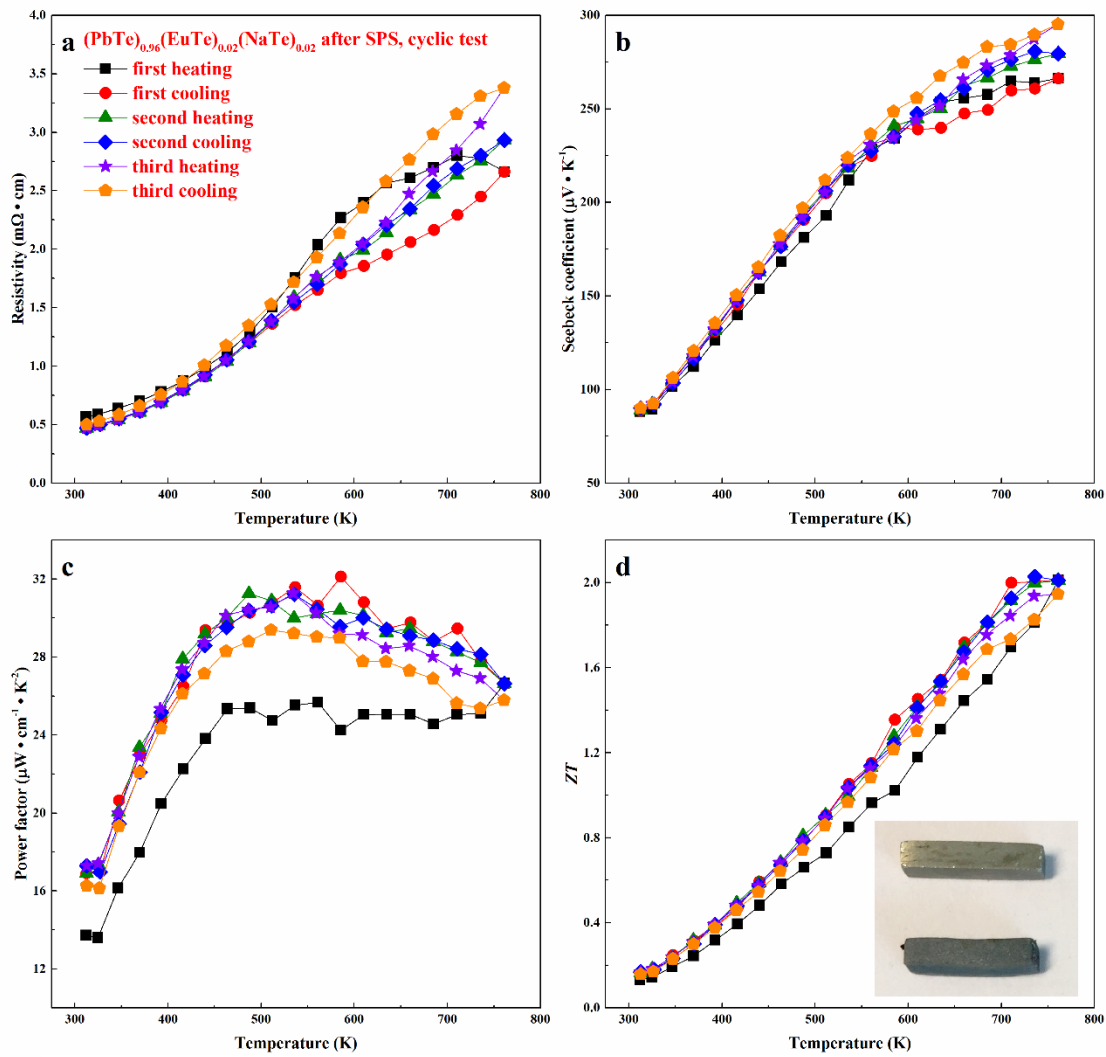 a
(PbTe)0.96(EuTe)0.02(NaTe)0.02 after SPS, cyclic test
first heating
first cooling
second heating
second cooling
third heating
third cooling
Resistivity (mΩ • cm)
4.0
3.5
3.0
2.5
2.0
1.5
1.0
0.5
0.0
300 400 500 600 700 800
Temperature (K)
b
Seebeck coefficient (μV • K-1)
300
250
200
150
100
50
300 400 500 600 700 800
Temperature (K)
c
Power factor (μW • cm-1 • K-2)
32
28
24
20
16
12
300 400 500 600 700 800
Temperature (K)
d
ZT
2.0
1.6
1.2
0.8
0.4
0.0
300 400 500 600 700 800
Temperature (K)